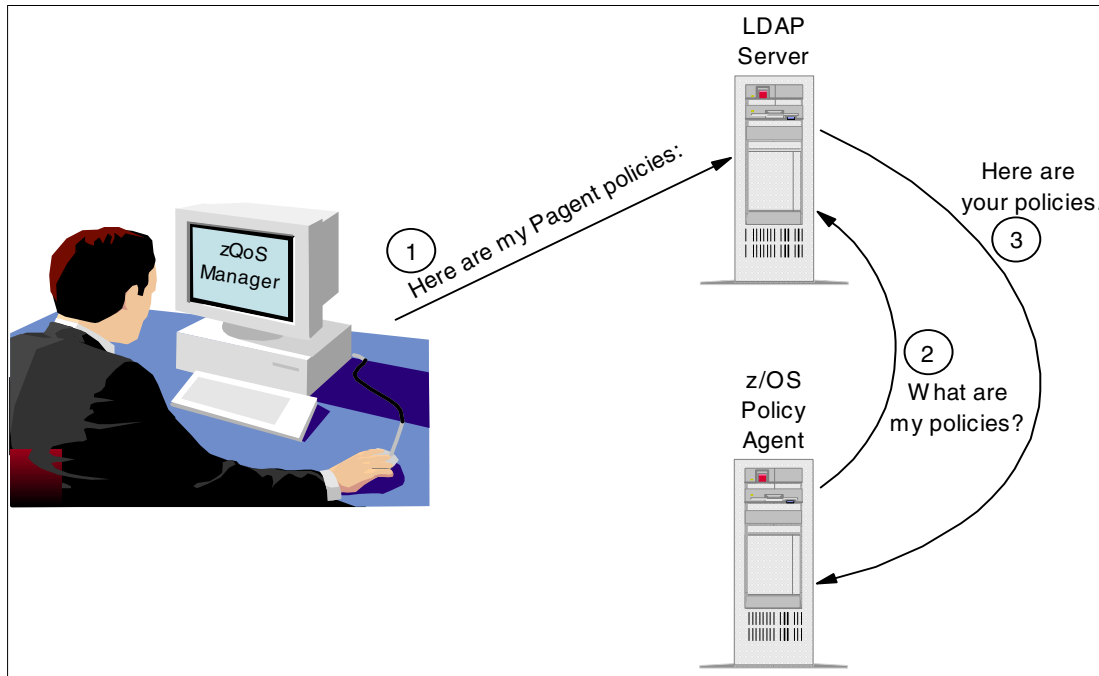 LDAP
Server
zQoS
Manager
1
Here are my Pagent policies:
Here are
your policies.
3
2
What are
my policies?
z/OS
Policy
Agent